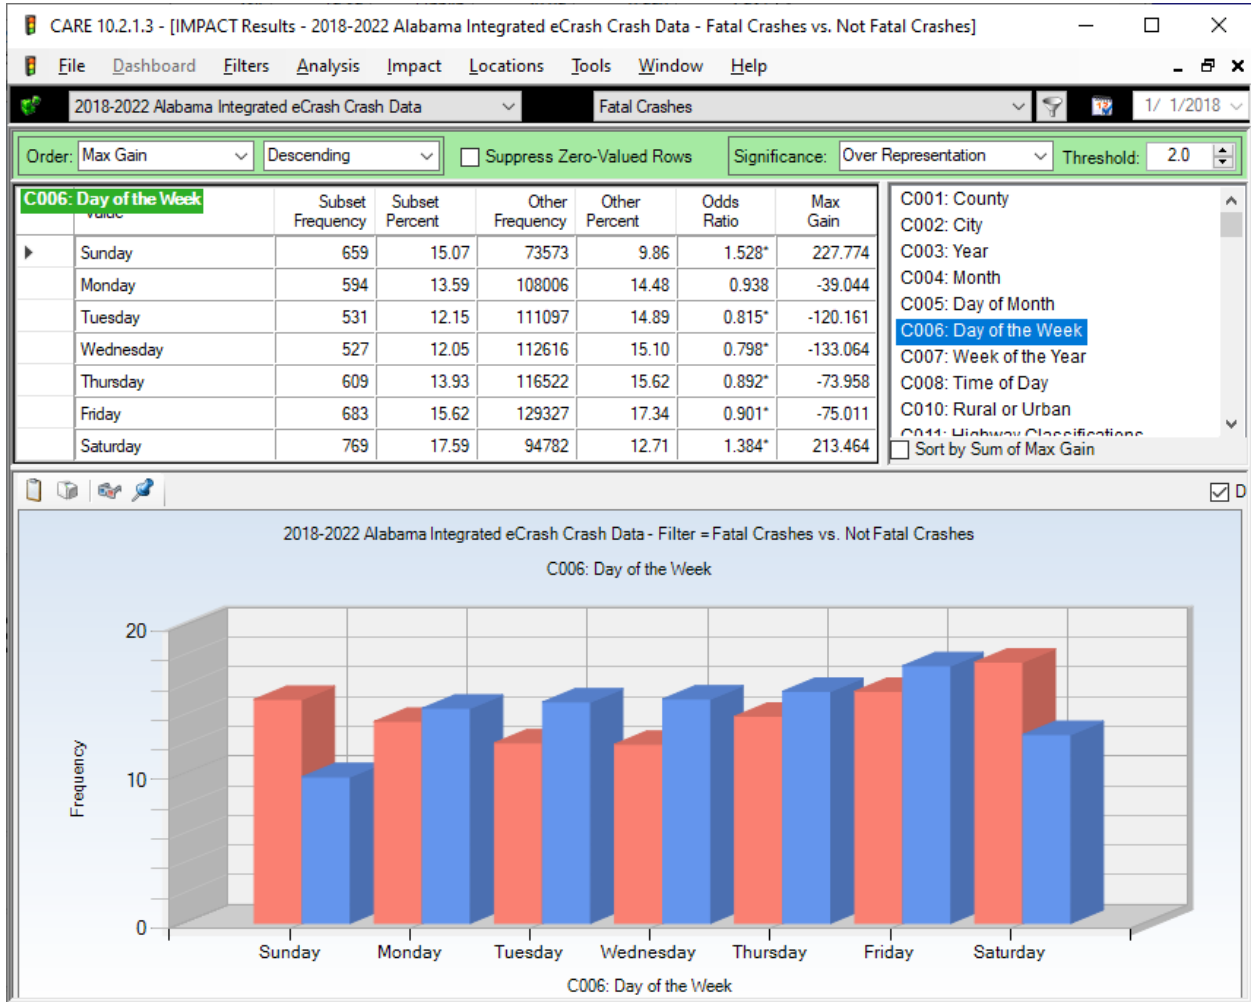 CARE 10.2.1.3 - [IMPACT Results - 2018-2022 Alabama Integrated eCrash Crash Data - Fatal Crashes vs. Not Fatal Crashes]
File Dashboard Filters Analysis Impact Locations Tools Window Help
2018-2022 Alabama Integrated eCrash Crash Data Fatal Crashes 1/ 1/2018
Order: Max Gain Descending Suppress Zero-Valued Rows Significance: Over Representation Threshold: 2.0
C006: Day of the Week
Value Subset Frequency Subset Percent Other Frequency Other Percent Odds Ratio Max Gain
Sunday 659 15.07 73573 9.86 1.528* 227.774
Monday 594 13.59 108006 14.48 0.938 -39.044
Tuesday 531 12.15 111097 14.89 0.815* -120.161
Wednesday 527 12.05 112616 15.10 0.798* -133.064
Thursday 609 13.93 116522 15.62 0.892* -73.958
Friday 683 15.62 129327 17.34 0.901* -75.011
Saturday 769 17.59 94782 12.71 1.384* 213.464
C001: County
C002: City
C003: Year
C004: Month
C005: Day of Month
C006: Day of the Week
C007: Week of the Year
C008: Time of Day
C010: Rural or Urban
C011: Highway Classifications
Sort by Sum of Max Gain
D
2018-2022 Alabama Integrated eCrash Crash Data - Filter = Fatal Crashes vs. Not Fatal Crashes
C006: Day of the Week
20
10
0
Frequency
Sunday Monday Tuesday Wednesday Thursday Friday Saturday
C006: Day of the Week